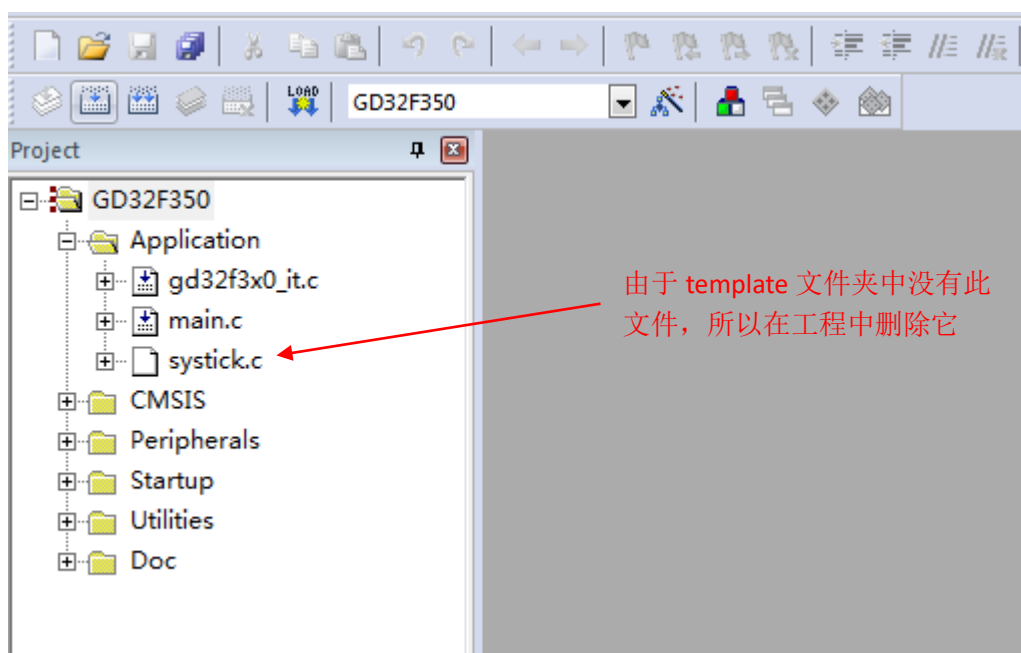 LOAD
GD32F350
Project
GD32F350
Application
gd32f3x0_it.c
main.c
systick.c
CMSIS
Peripherals
Startup
Utilities
Doc
由于 template 文件夹中没有此
文件，所以在工程中删除它